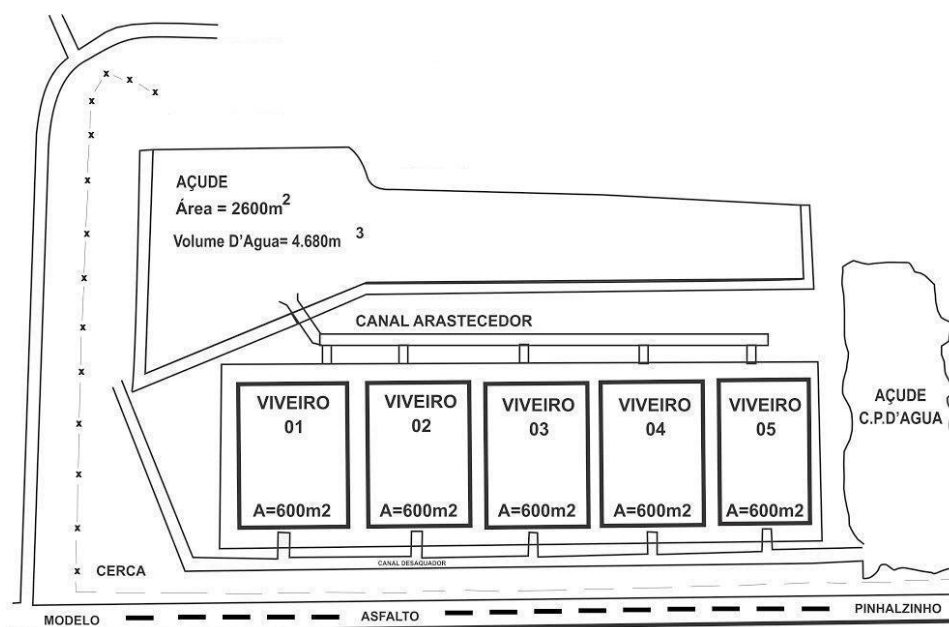 AÇUDE
Área = 2600m²
Volume D'Agua= 4.680m ³
CANAL ARASTECEDOR
VIVEIRO
01
A=600m2
VIVEIRO
02
A=600m2
VIVEIRO
03
A=600m2
VIVEIRO
04
A=600m2
VIVEIRO
05
A=600m2
AÇUDE
C.P.D'AGUA
CANAL DESAQUADOR
CERCA
MODELO
ASFALTO
PINHALZINHO